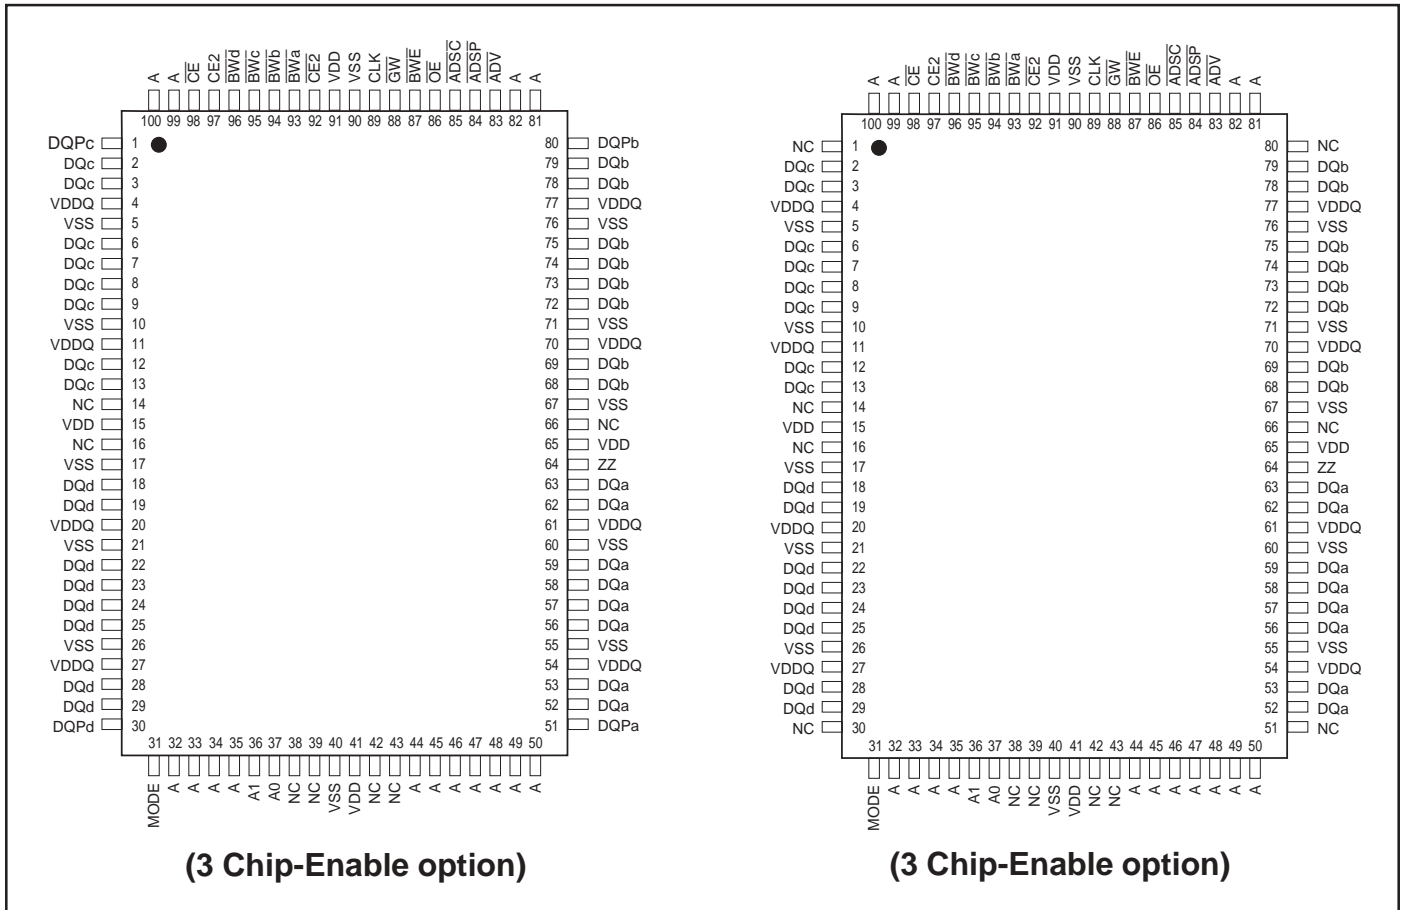 A A CE CE2 BWd BWc BWb BWa CE2 VDD VSS CLK GW BWE OE ADSC ADSP ADV A A
100 99 98 97 96 95 94 93 92 91 90 89 88 87 86 85 84 83 82 81
DQPc 1 80 DQPb
DQc 2 79 DQb
DQc 3 78 DQb
VDDQ 4 77 VDDQ
VSS 5 76 VSS
DQc 6 75 DQb
DQc 7 74 DQb
DQc 8 73 DQb
DQc 9 72 DQb
VSS 10 71 VSS
VDDQ 11 70 VDDQ
DQc 12 69 DQb
DQc 13 68 DQb
NC 14 67 VSS
VDD 15 66 NC
NC 16 65 VDD
VSS 17 64 ZZ
DQd 18 63 DQa
DQd 19 62 DQa
VDDQ 20 61 VDDQ
VSS 21 60 VSS
DQd 22 59 DQa
DQd 23 58 DQa
DQd 24 57 DQa
DQd 25 56 DQa
VSS 26 55 VSS
VDDQ 27 54 VDDQ
DQd 28 53 DQa
DQd 29 52 DQa
DQPd 30 51 DQPa
31 32 33 34 35 36 37 38 39 40 41 42 43 44 45 46 47 48 49 50
MODE A A A A A1 A0 NC NC VSS VDD NC NC A A A A A A A
(3 Chip-Enable option)
A A CE CE2 BWd BWc BWb BWa CE2 VDD VSS CLK GW BWE OE ADSC ADSP ADV A A
100 99 98 97 96 95 94 93 92 91 90 89 88 87 86 85 84 83 82 81
NC 1 80 NC
DQc 2 79 DQb
DQc 3 78 DQb
VDDQ 4 77 VDDQ
VSS 5 76 VSS
DQc 6 75 DQb
DQc 7 74 DQb
DQc 8 73 DQb
DQc 9 72 DQb
VSS 10 71 VSS
VDDQ 11 70 VDDQ
DQc 12 69 DQb
DQc 13 68 DQb
NC 14 67 VSS
VDD 15 66 NC
NC 16 65 VDD
VSS 17 64 ZZ
DQd 18 63 DQa
DQd 19 62 DQa
VDDQ 20 61 VDDQ
VSS 21 60 VSS
DQd 22 59 DQa
DQd 23 58 DQa
DQd 24 57 DQa
DQd 25 56 DQa
VSS 26 55 VSS
VDDQ 27 54 VDDQ
DQd 28 53 DQa
DQd 29 52 DQa
NC 30 51 NC
31 32 33 34 35 36 37 38 39 40 41 42 43 44 45 46 47 48 49 50
MODE A A A A A1 A0 NC NC VSS VDD NC NC A A A A A A A
(3 Chip-Enable option)